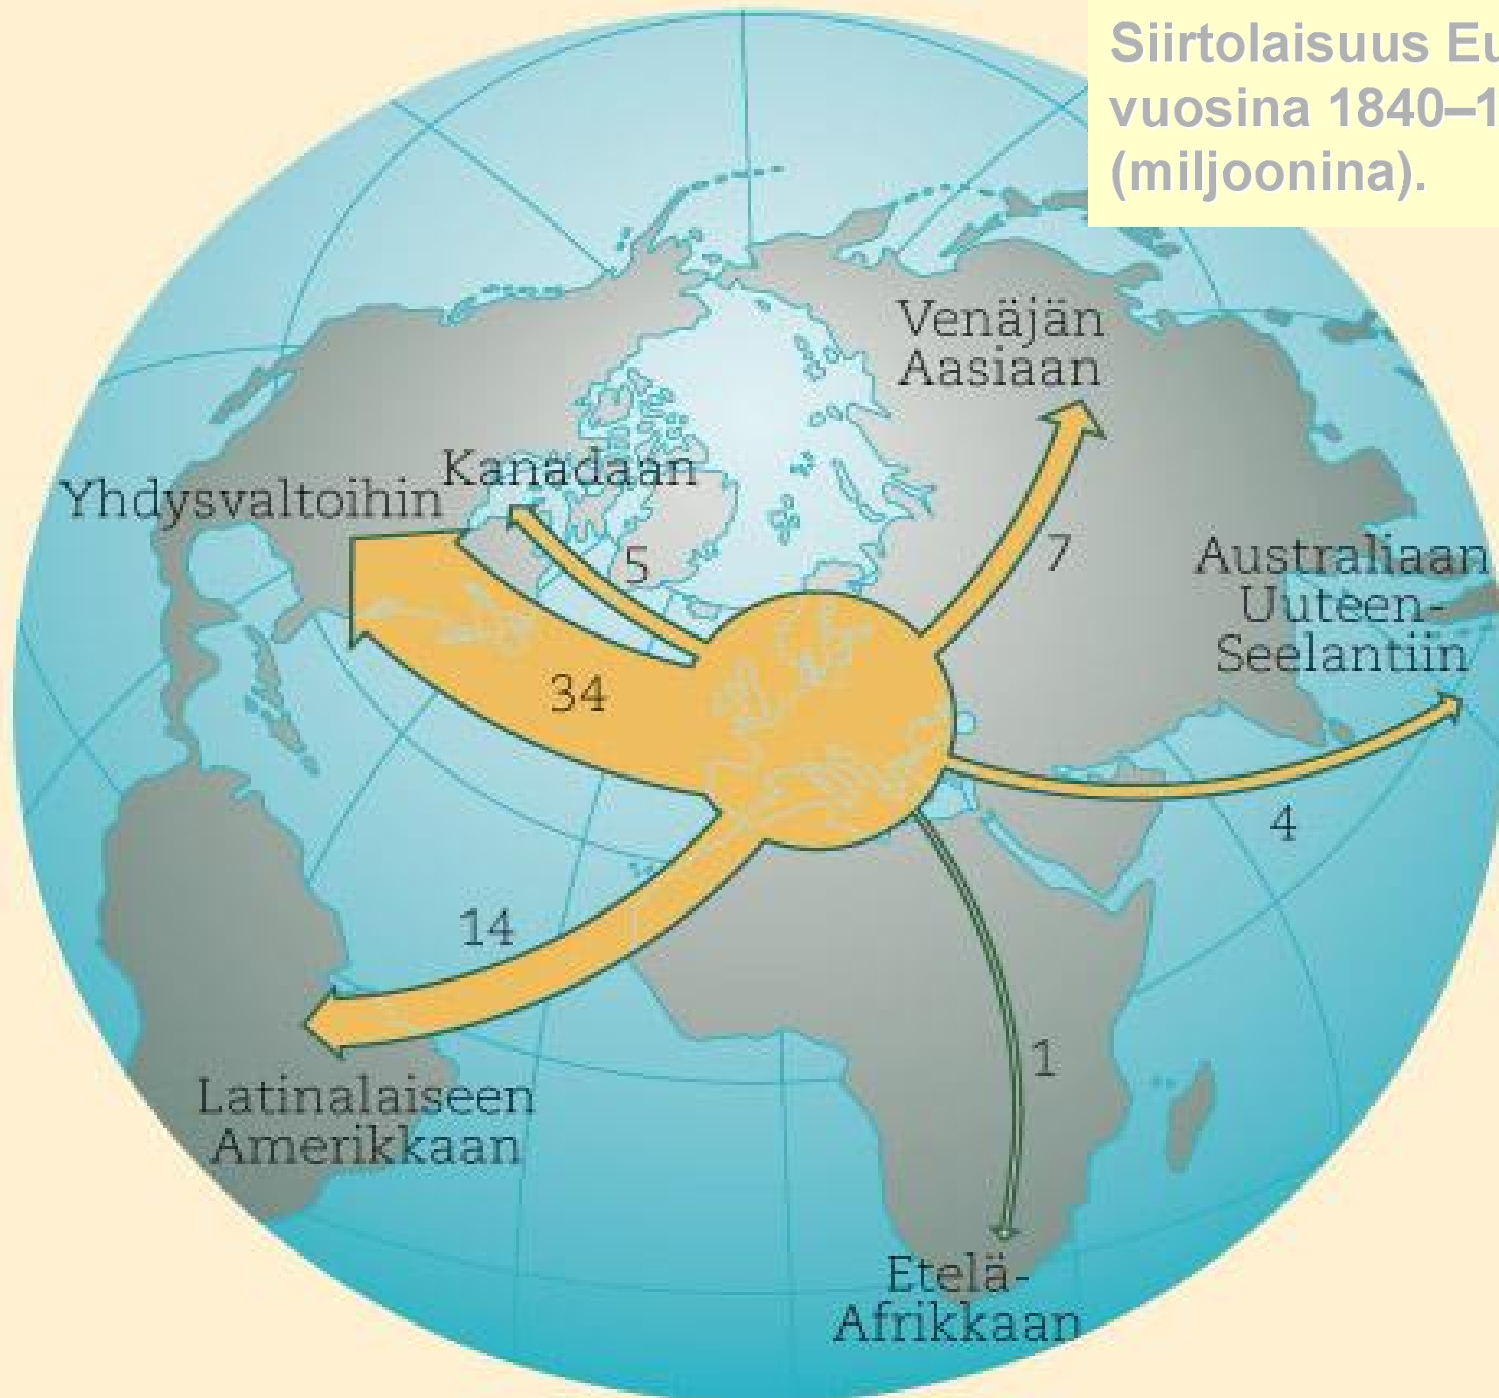 Siirtolaisuus Eu
vuosina 1840–1
(miljoonina).
Venäjän
Aasiaan
Kanadaan
Yhdysvaltoihin
5
7
Australiaan
Uuteen-
Seelantiin
34
4
14
1
Latinalaiseen
Amerikkaan
Etelä-
Afrikkaan